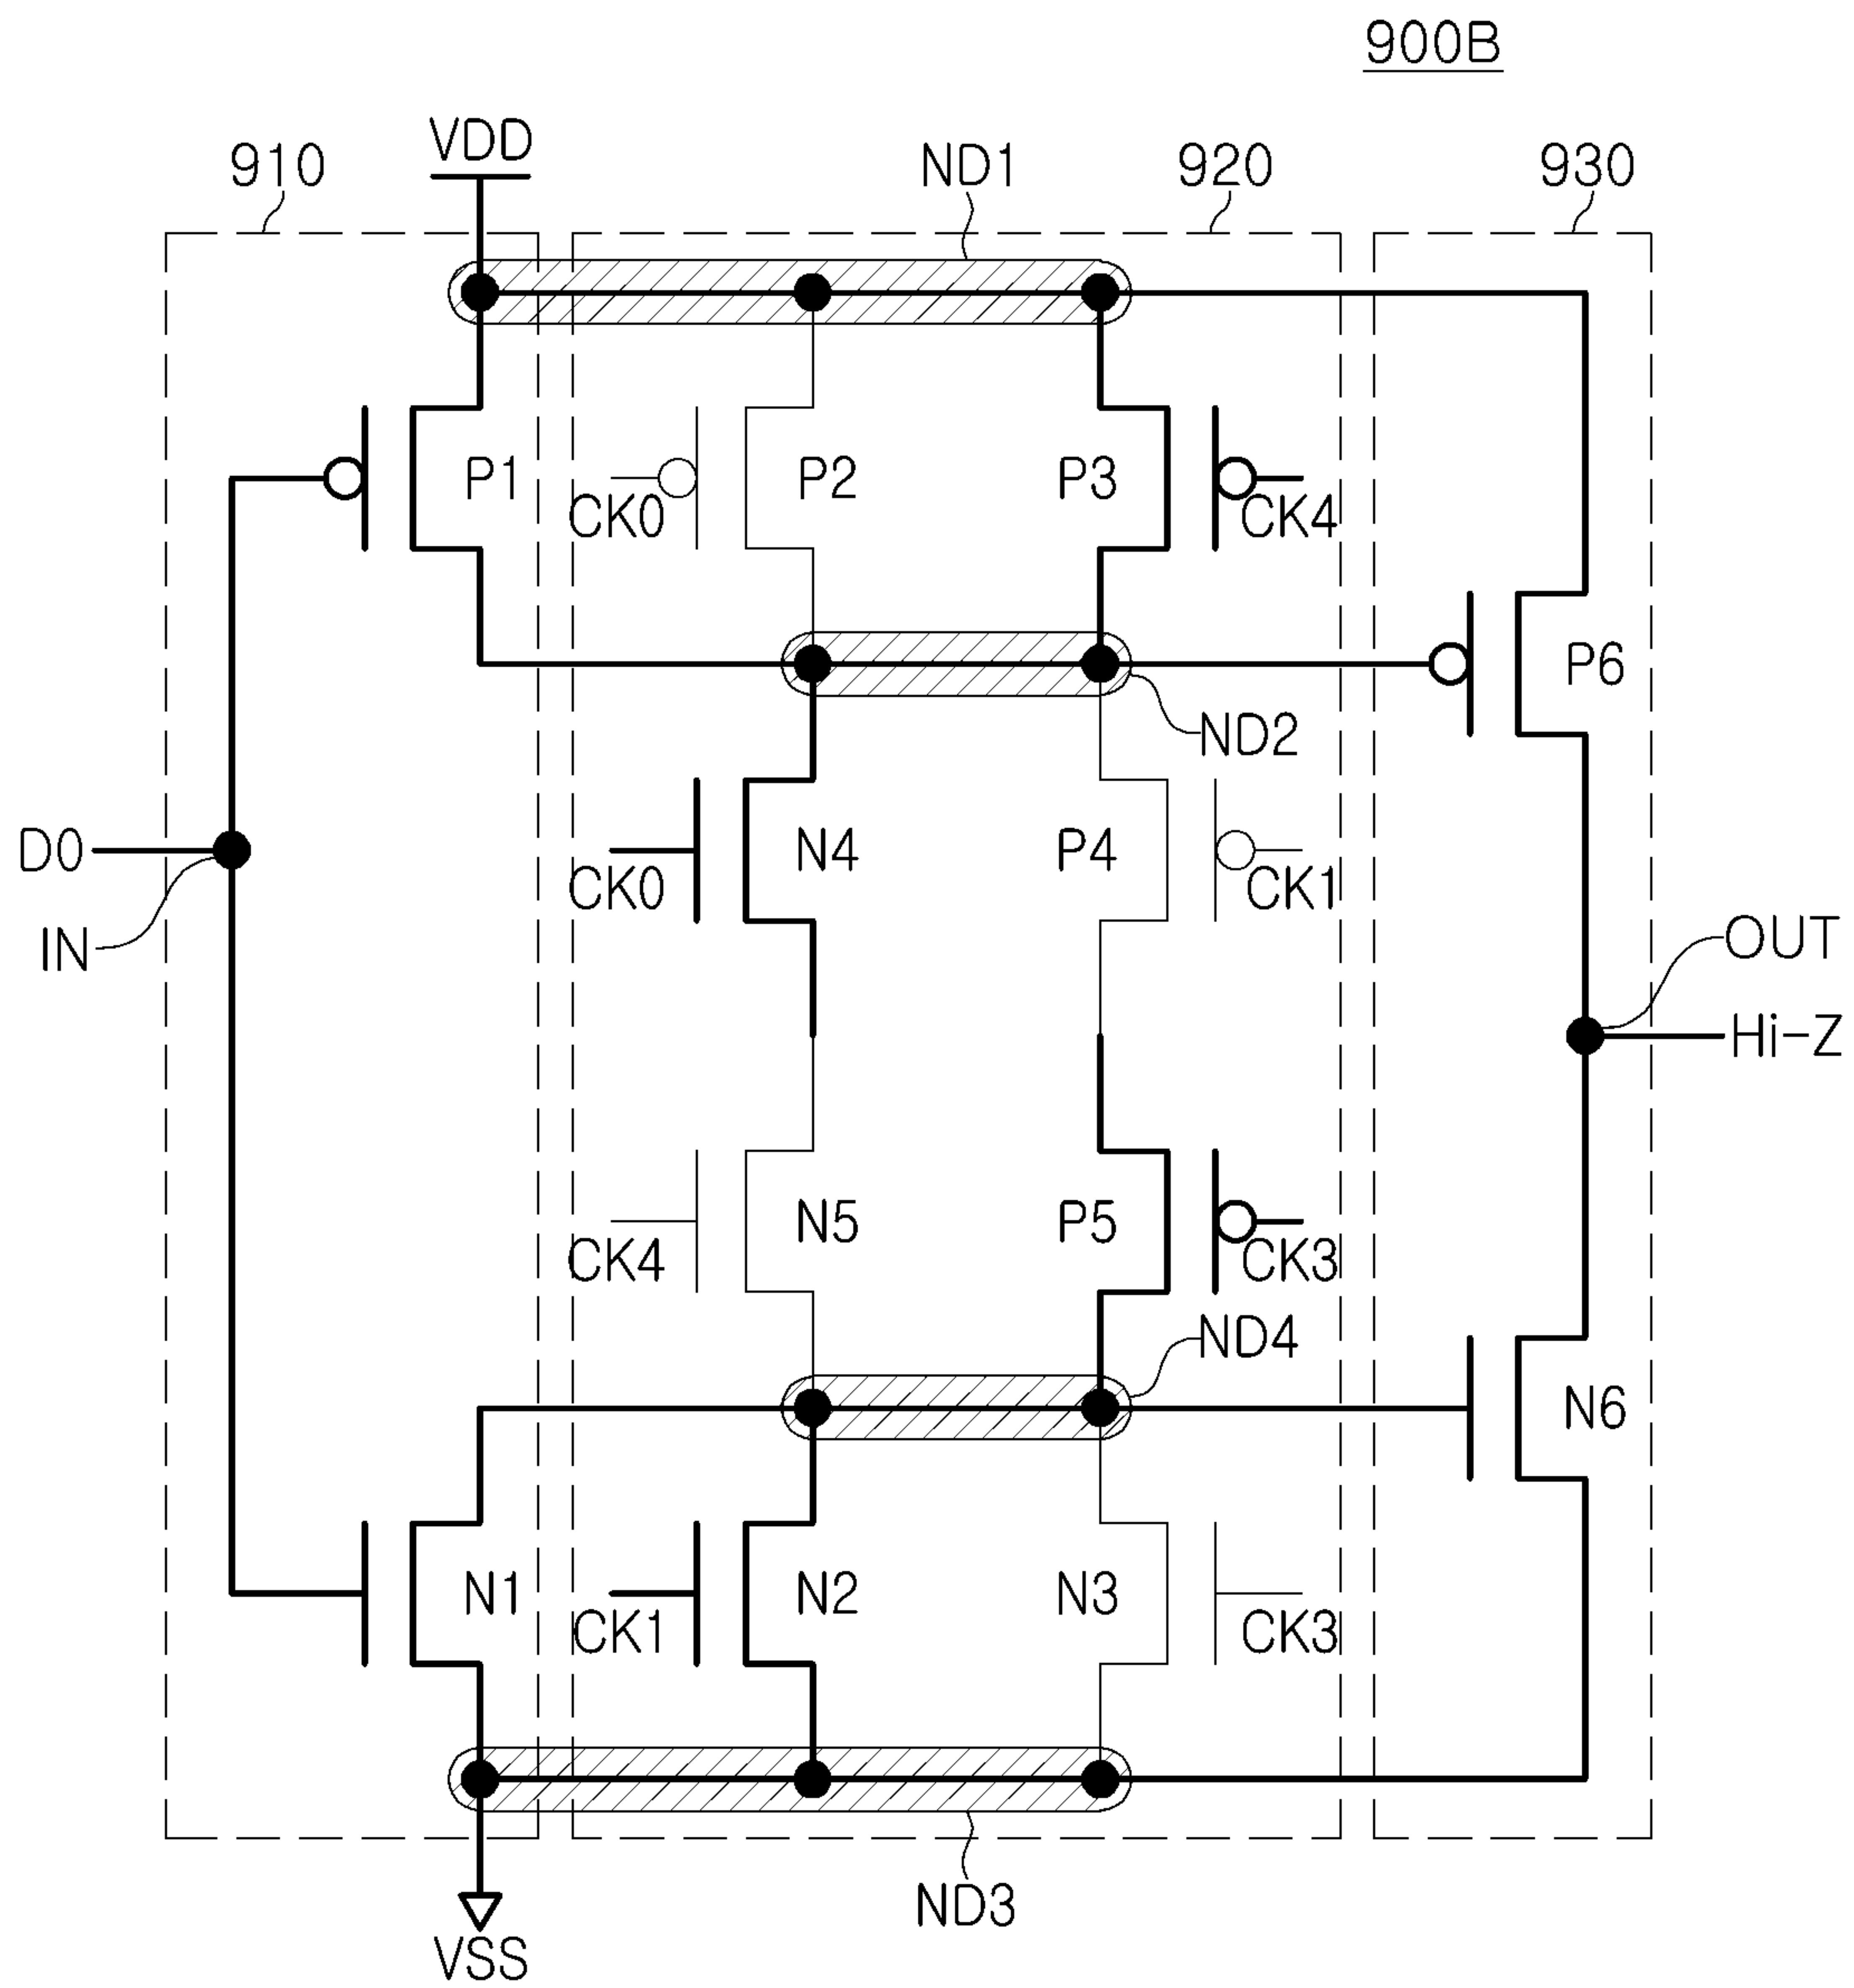 900B
VDD
910
ND1
920
930
P1
P2
P3
CK0
CK4
P6
ND2
D0
N4
P4
CK0
CK1
IN
OUT
Hi-Z
N5
P5
CK4
CK3
ND4
N6
N1
N2
N3
CK1
CK3
ND3
VSS